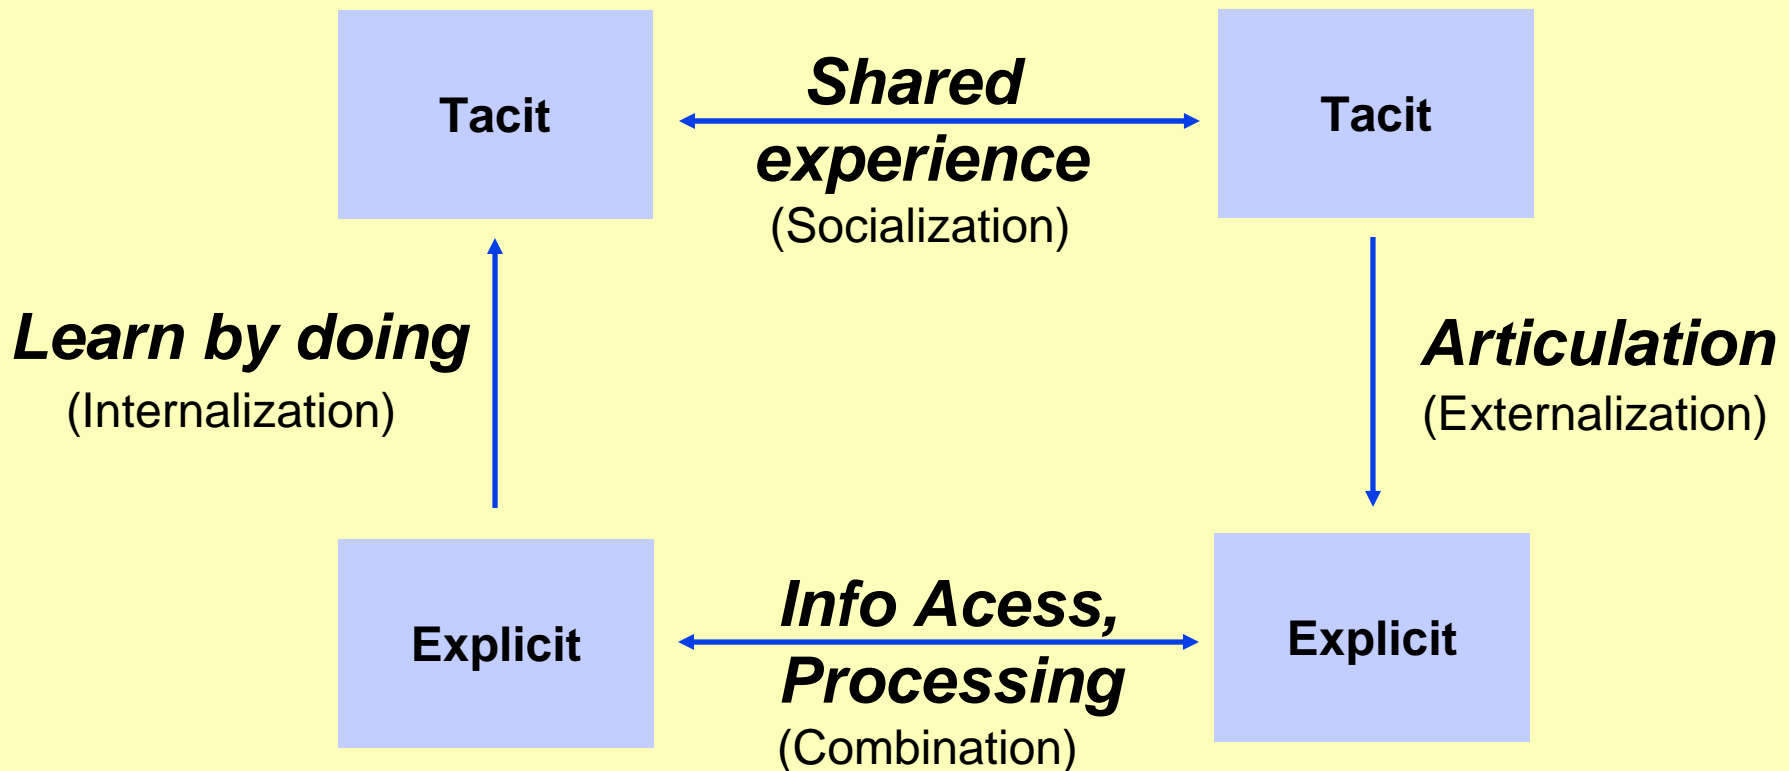 Tacit
Shared
experience
(Socialization)
Tacit
Learn by doing
(Internalization)
Articulation
(Externalization)
Explicit
Info Acess,
Processing
(Combination)
Explicit